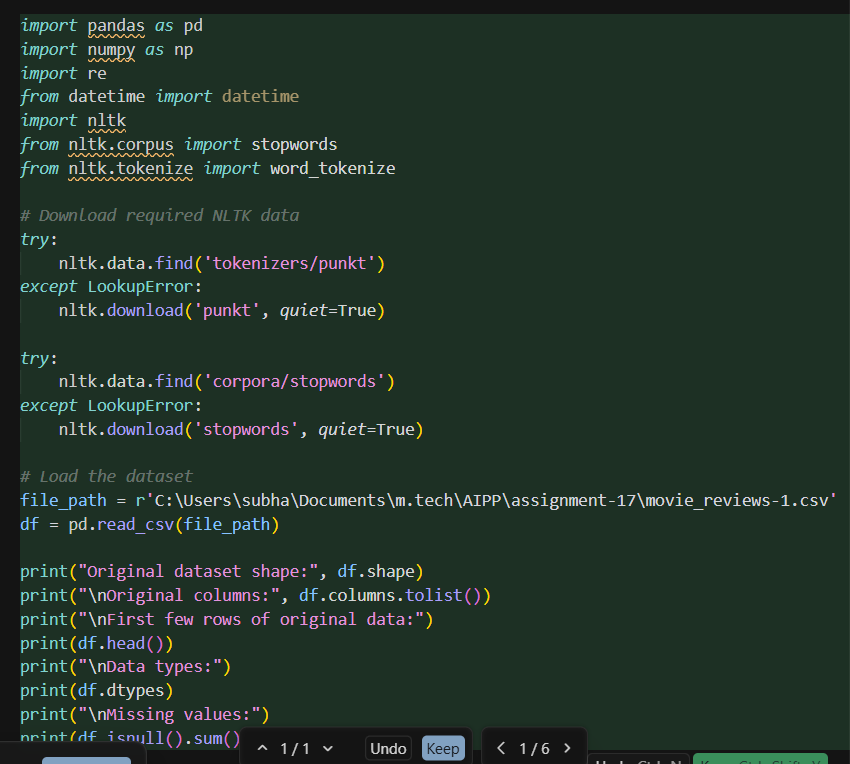 import pandas as pd
import numpy as np
import re
from datetime import datetime
import nltk
from nltk.corpus import stopwords
from nltk.tokenize import word_tokenize

# Download required NLTK data
try:
    nltk.data.find('tokenizers/punkt')
except LookupError:
    nltk.download('punkt', quiet=True)

try:
    nltk.data.find('corpora/stopwords')
except LookupError:
    nltk.download('stopwords', quiet=True)

# Load the dataset
file_path = r'C:\Users\subha\Documents\m.tech\AIPP\assignment-17\movie_reviews-1.csv'
df = pd.read_csv(file_path)

print("Original dataset shape:", df.shape)
print("\nOriginal columns:", df.columns.tolist())
print("\nFirst few rows of original data:")
print(df.head())
print("\nData types:")
print(df.dtypes)
print("\nMissing values:")
print(df.isnull().sum()
1 / 1 Undo Keep 1 / 6